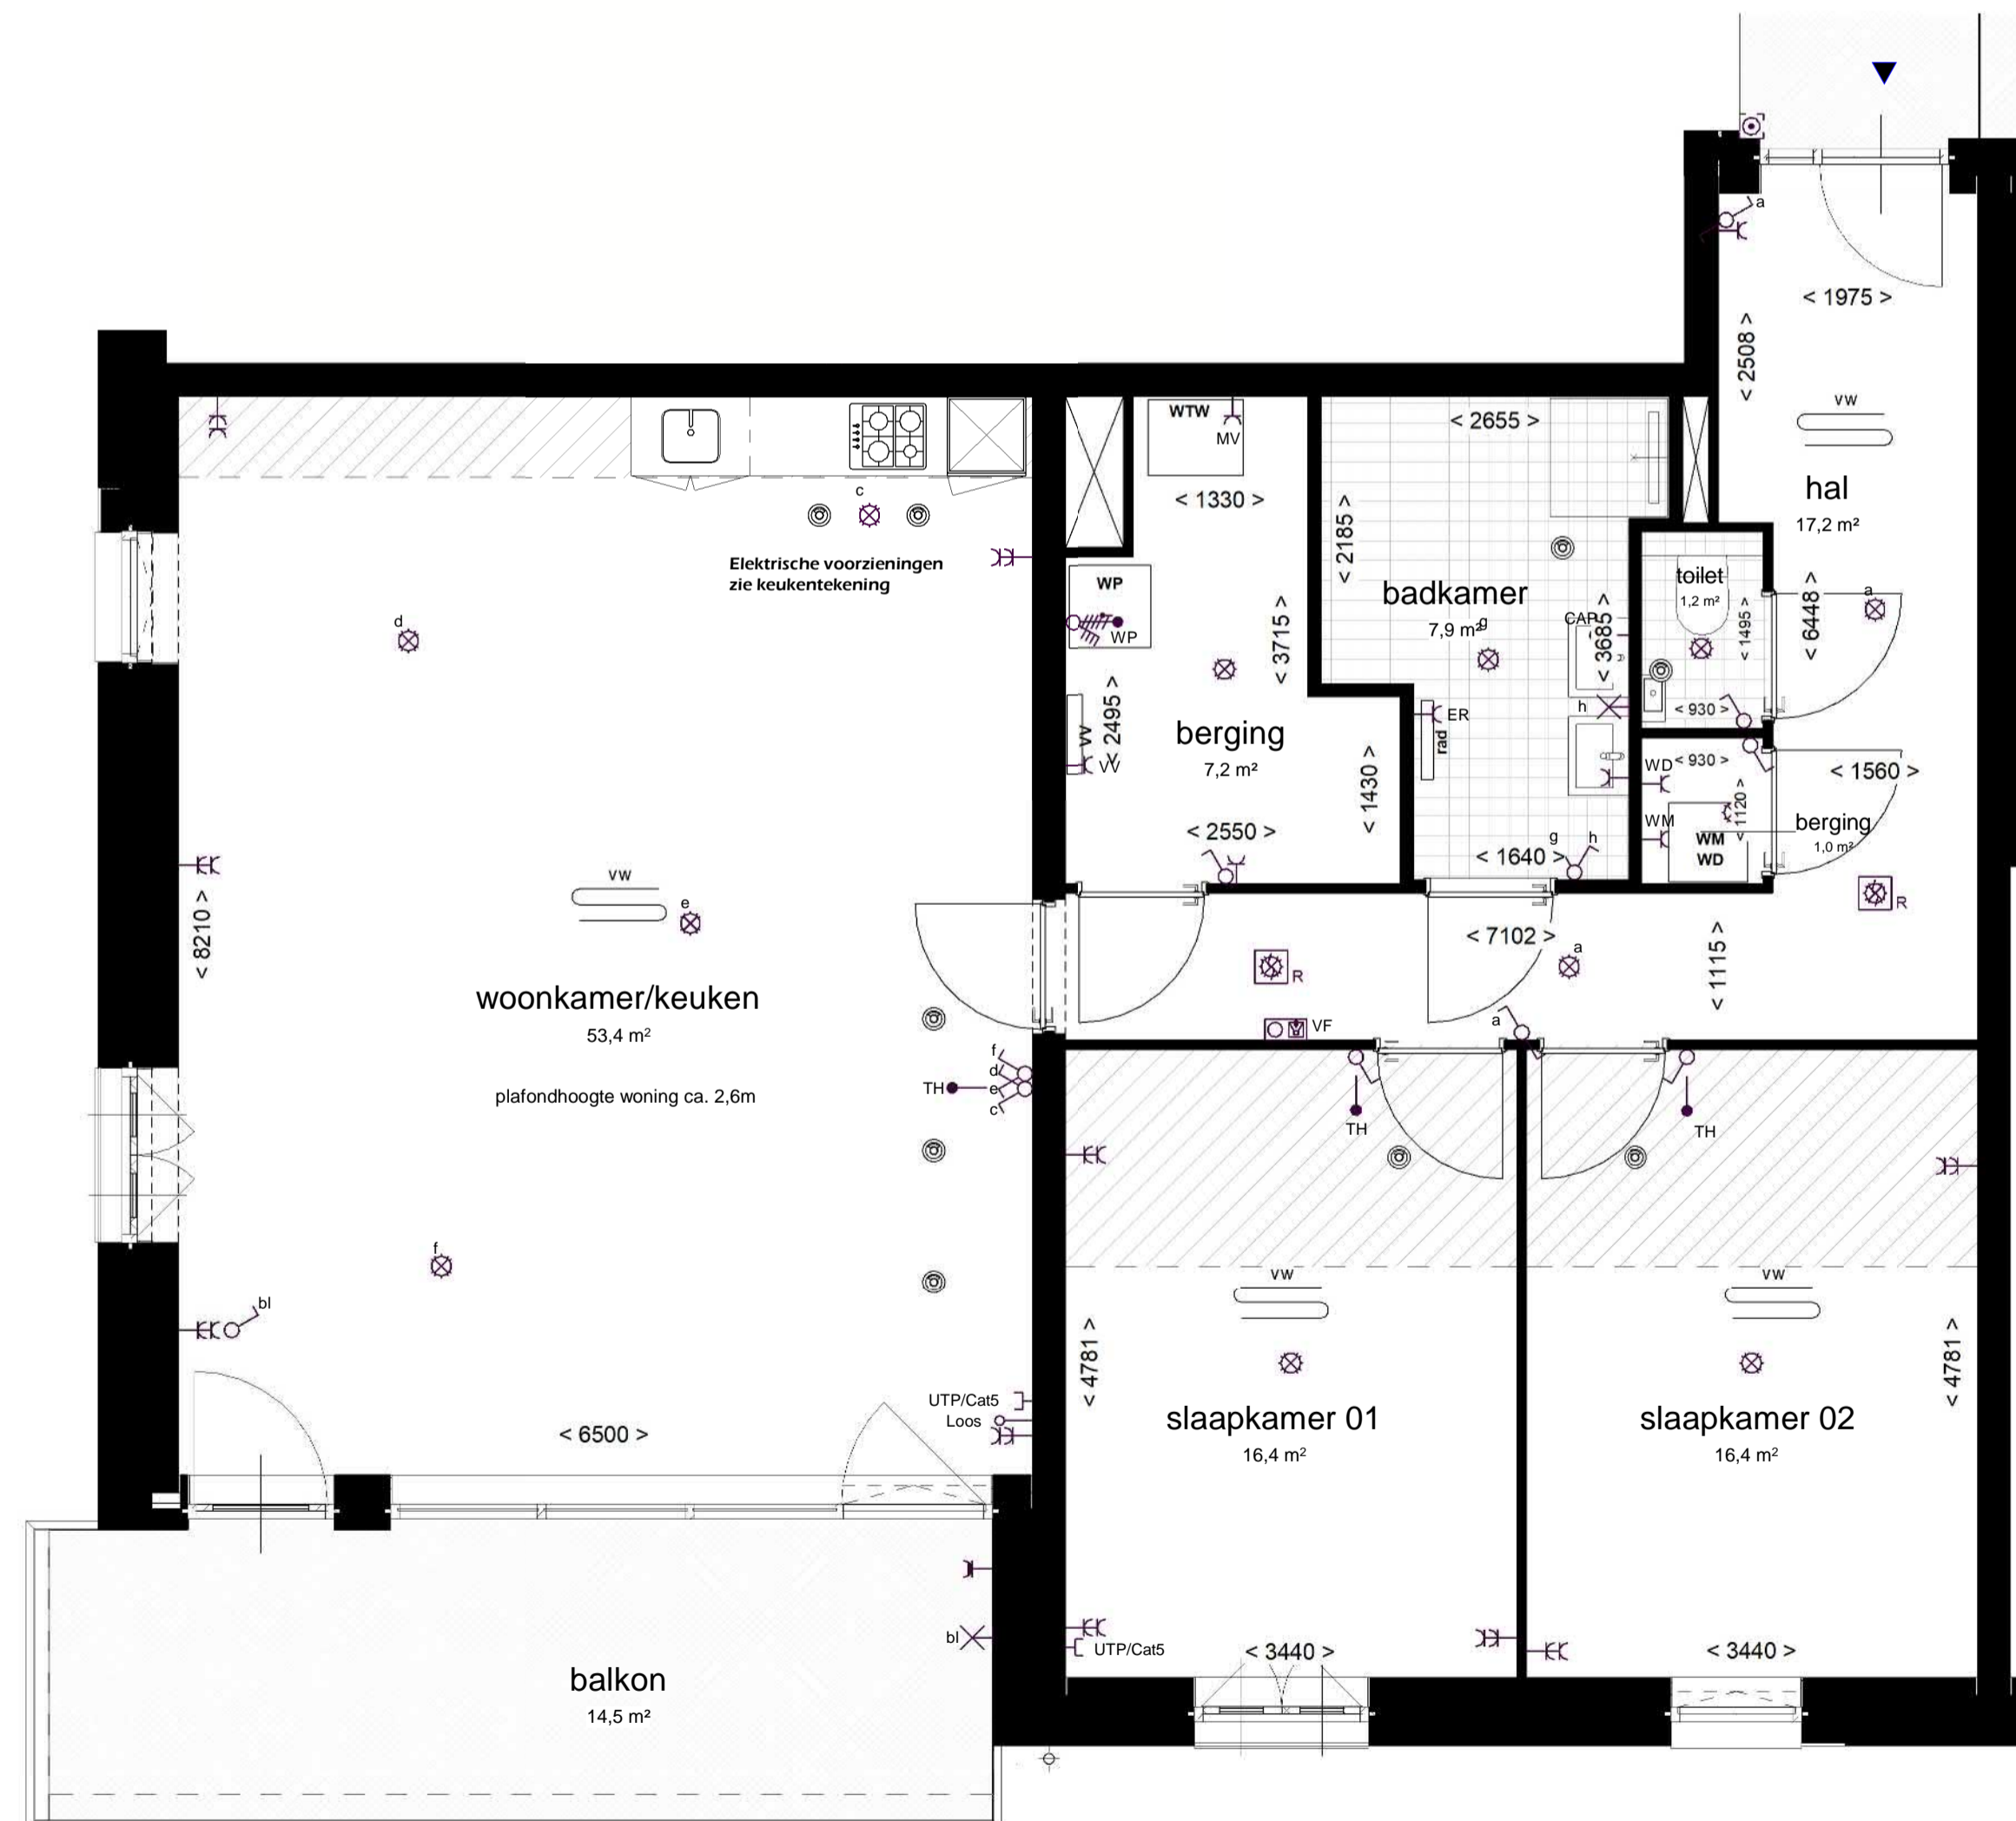 a
< 1975 >
< 2508 >
vw
hal
17,2 m²
WTW
MV
< 1330 >
< 2655 >
< 2185 >
c
Elektrische voorzieningen
zie keukentekening
d
WP
WP
badkamer
7,9 m²
g
CAP
< 3685 >
toilet
1,2 m²
< 1495 >
< 6448 >
a
< 3715 >
< 2495 >
berging
7,2 m²
VV
VV
ER
rad
h
< 930 >
WD
< 930 >
< 1560 >
< 1120 >
WM
WM
WD
berging
1,0 m²
< 1430 >
< 2550 >
< 1640 >
g
h
R
vw
e
< 8210 >
< 7102 >
a
< 1115 >
R
woonkamer/keuken
53,4 m²
VF
a
f
d
TH
e
c
plafondhoogte woning ca. 2,6m
TH
TH
f
bl
vw
vw
< 4781 >
< 4781 >
UTP/Cat5
Loos
< 6500 >
slaapkamer 01
16,4 m²
slaapkamer 02
16,4 m²
bl
UTP/Cat5
< 3440 >
< 3440 >
balkon
14,5 m²